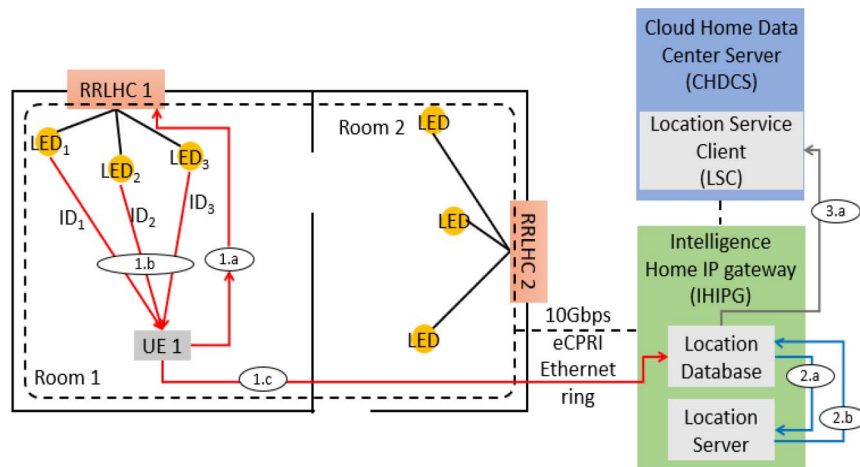 Cloud Home Data
Center Server
(CHDCS)
Location Service
Client
(LSC)
3.a
RRLHC 1
LED₁
LED₂
LED₃
ID₁
ID₂
ID₃
1.b
1.a
UE 1
Room 1
1.c
Room 2
LED
LED
LED
RRLHC 2
10Gbps
eCPRI
Ethernet
ring
Intelligence
Home IP gateway
(IHIPG)
Location
Database
2.a
2.b
Location
Server